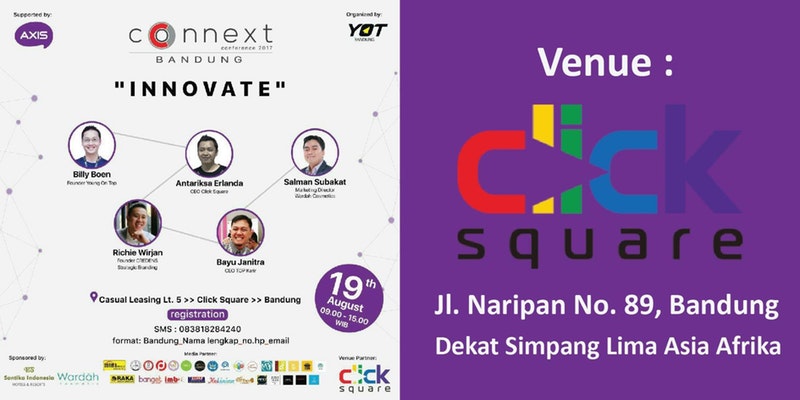 Supported by:
AXIS
connext
conference 2017
BANDUNG
Organized by:
YOT
BANDUNG
"INNOVATE"
Billy Boen
Founder Young On Top
Antariksa Erlanda
CEO Click Square
Salman Subakat
Marketing Director
Wardah Cosmetics
Richie Wirjan
Founder CREDENS
Strategic Branding
Bayu Janitra
CEO TOP Karir
19th
August
09.00 - 15.00
WIB
Casual Leasing Lt. 5 >> Click Square >> Bandung
registration
SMS : 083818284240
format: Bandung_Nama lengkap_no.hp_email
Sponsored by:
Santika Indonesia
HOTELS & RESORTS
Wardah
Media Partner:
RAKA
banget
Venue Partner:
click
square
Venue :
click
square
Jl. Naripan No. 89, Bandung
Dekat Simpang Lima Asia Afrika